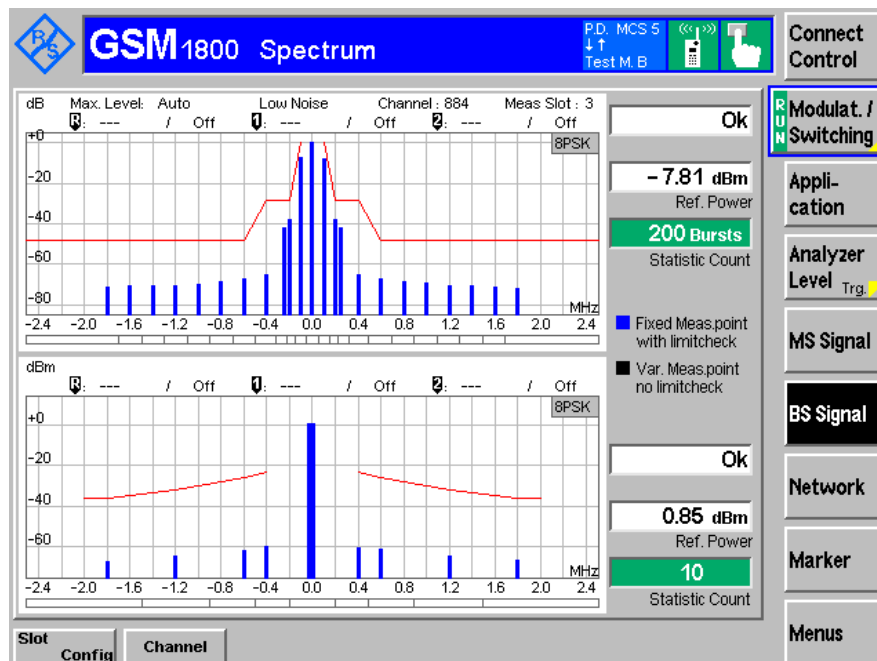 R/S
GSM 1800 Spectrum
P.D. MCS 5
↓↑
Test M. B
Connect Control
dB Max. Level: Auto Low Noise Channel : 884 Meas Slot : 3
R: --- / Off 1: --- / Off 2: --- / Off
8PSK
+0
-20
-40
-60
-80
MHz
-2.4 -2.0 -1.6 -1.2 -0.8 -0.4 0.0 0.4 0.8 1.2 1.6 2.0 2.4
Ok
– 7.81 dBm
Ref. Power
200 Bursts
Statistic Count
Fixed Meas.point
with limitcheck
Var. Meas.point
no limitcheck
dBm
R: --- / Off 1: --- / Off 2: --- / Off
8PSK
+0
-20
-40
-60
MHz
-2.4 -2.0 -1.6 -1.2 -0.8 -0.4 0.0 0.4 0.8 1.2 1.6 2.0 2.4
Ok
0.85 dBm
Ref. Power
10
Statistic Count
RUN
Modulat. /
Switching
Appli-
cation
Analyzer
Level Trg.
MS Signal
BS Signal
Network
Marker
Menus
Slot
Config
Channel